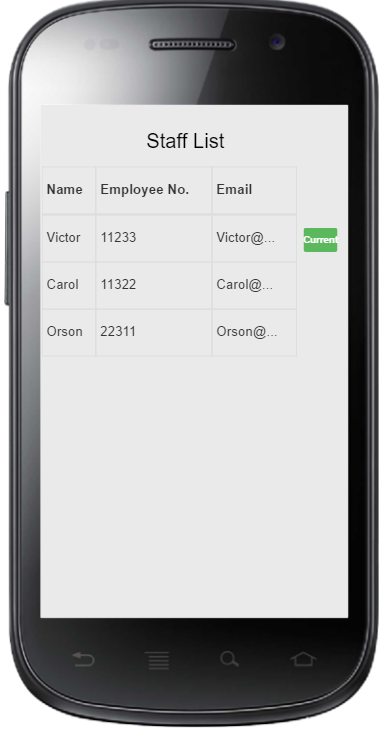 Staff List
Name Employee No. Email
Victor 11233 Victor@... Current
Carol 11322 Carol@...
Orson 22311 Orson@...